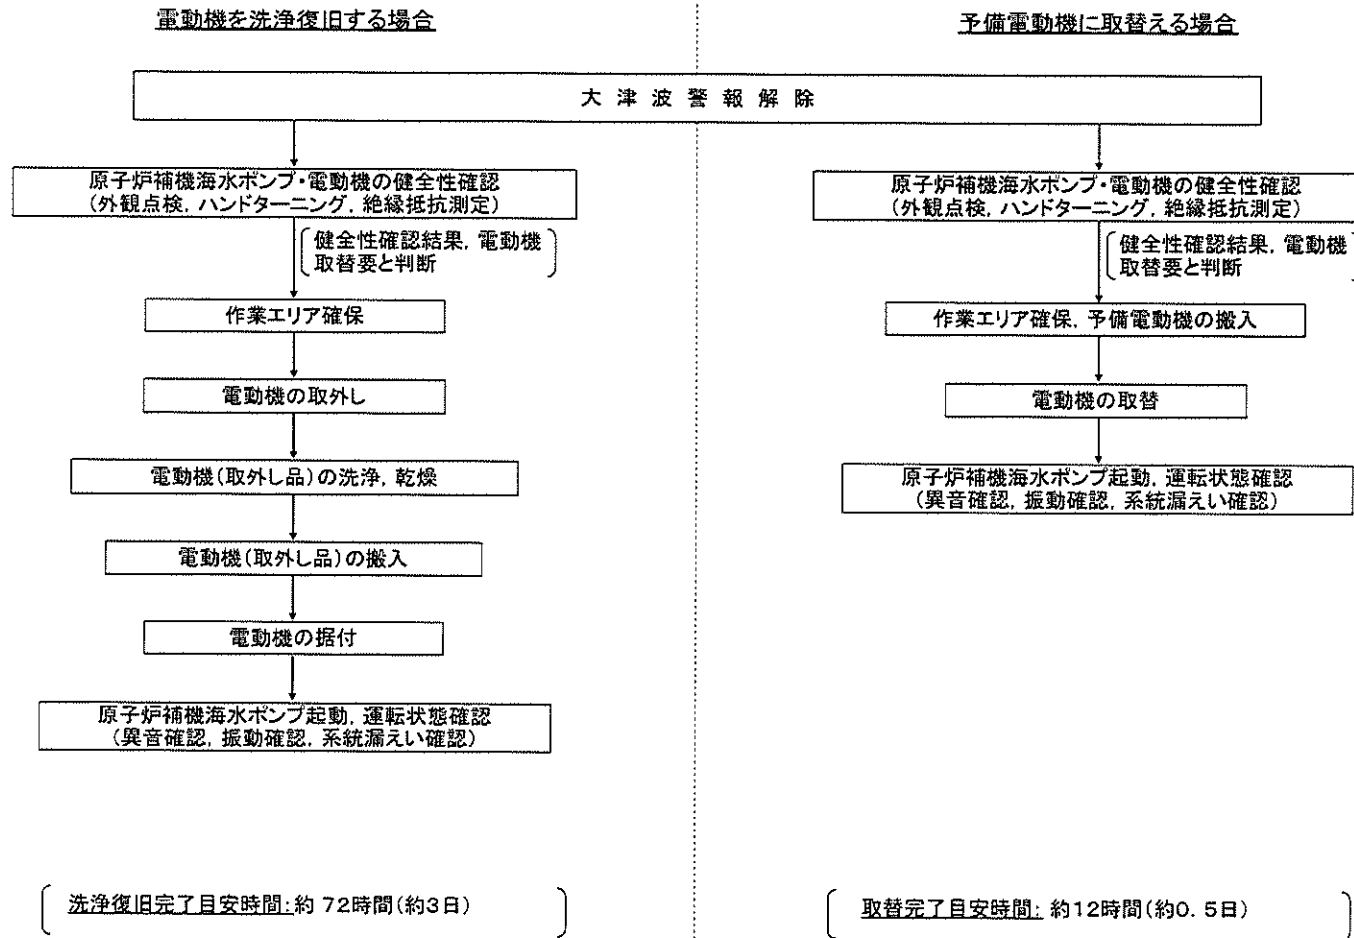 電動機を洗浄復旧する場合
予備電動機に取替える場合
大津波警報解除
原子炉補機海水ポンプ・電動機の健全性確認
(外観点検, ハンドターニング, 絶縁抵抗測定)
健全性確認結果, 電動機
取替要と判断
作業エリア確保
電動機の取外し
電動機(取外し品)の洗浄, 乾燥
電動機(取外し品)の搬入
電動機の据付
原子炉補機海水ポンプ起動, 運転状態確認
(異音確認, 振動確認, 系統漏えい確認)
洗浄復旧完了目安時間:約72時間(約3日)
原子炉補機海水ポンプ・電動機の健全性確認
(外観点検, ハンドターニング, 絶縁抵抗測定)
健全性確認結果, 電動機
取替要と判断
作業エリア確保, 予備電動機の搬入
電動機の取替
原子炉補機海水ポンプ起動, 運転状態確認
(異音確認, 振動確認, 系統漏えい確認)
取替完了目安時間: 約12時間(約0.5日)